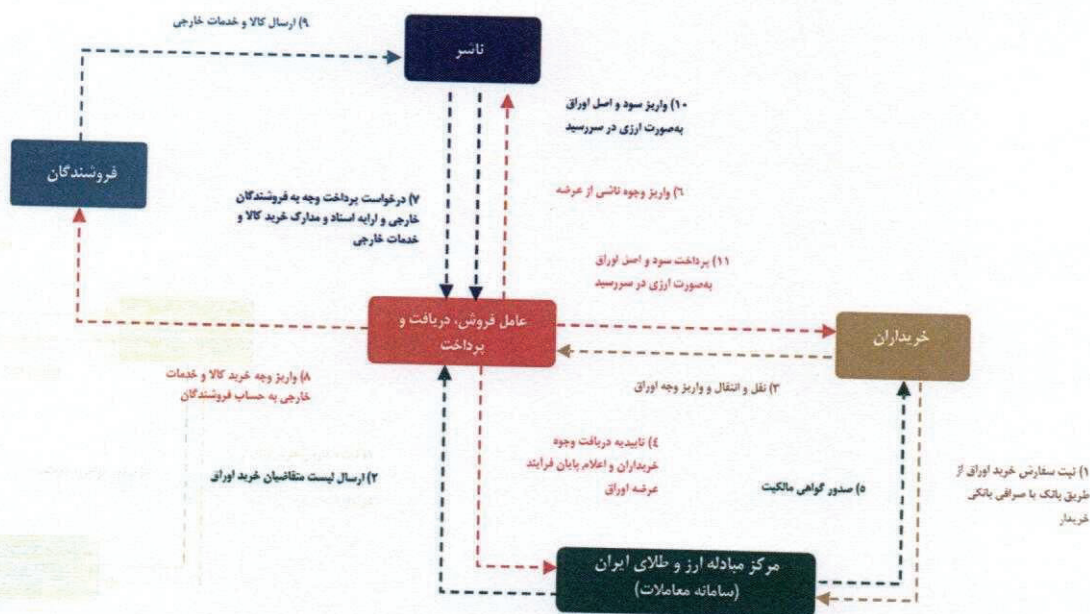 ۹) ارسال کالا و خدمات خارجی
ناشر
۱۰) واریز سود و اصل اوراق
به‌صورت ارزی در سررسید
فروشندگان
۶) واریز وجوه ناشی از عرضه
۷) درخواست پرداخت وجه به فروشندگان
خارجی و ارایه اسناد و مدارک خرید کالا و
خدمات خارجی
۱۱) پرداخت سود و اصل اوراق
به‌صورت ارزی در سررسید
عامل فروش، دریافت و
پرداخت
خریداران
۸) واریز وجه خرید کالا و خدمات
خارجی به حساب فروشندگان
۳) نقل و انتقال و واریز وجه اوراق
۴) تاییدیه دریافت وجوه
خریداران و اعلام پایان فرآیند
عرضه اوراق
۲) ارسال لیست متقاضیان خرید اوراق
۵) صدور گواهی مالکیت
۱) ثبت سفارش خرید اوراق از
طریق بانک یا صرافی بانکی
خریدار
مرکز مبادله ارز و طلای ایران
(سامانه معاملات)